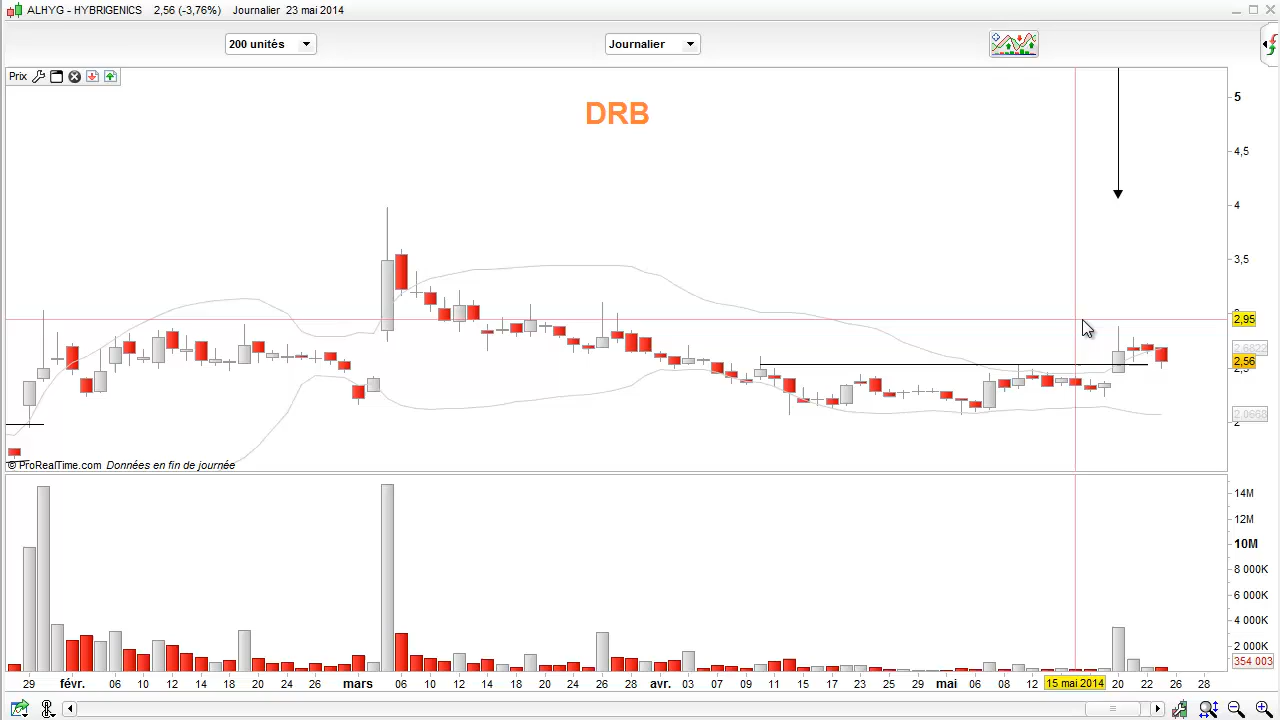 ALHYG - HYBRIGENICS 2,56 (-3,76%) Journalier 23 mai 2014
200 unités Journalier
Prix
DRB
5
4,5
4
3,5
2,95
2,6822
2,56
2,0668
2
© ProRealTime.com Données en fin de journée
14M
12M
10M
8 000K
6 000K
4 000K
2 000K
354 003
29 févr. 06 10 12 14 18 20 24 26 mars 06 10 12 14 18 20 24 26 28 avr. 03 07 09 11 15 17 23 25 29 mai 06 08 12 15 mai 2014 20 22 26 28